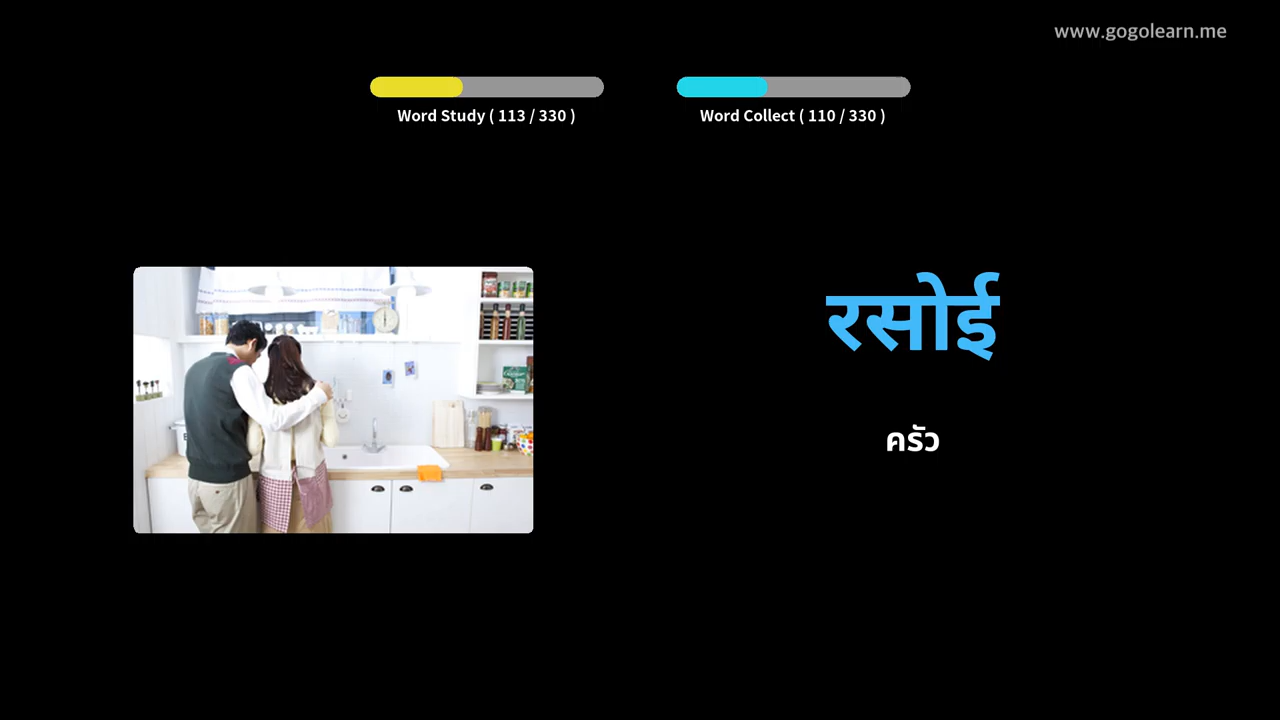 www.gogolearn.me
Word Study ( 113 / 330 )
Word Collect ( 110 / 330 )
रसोई
ครัว